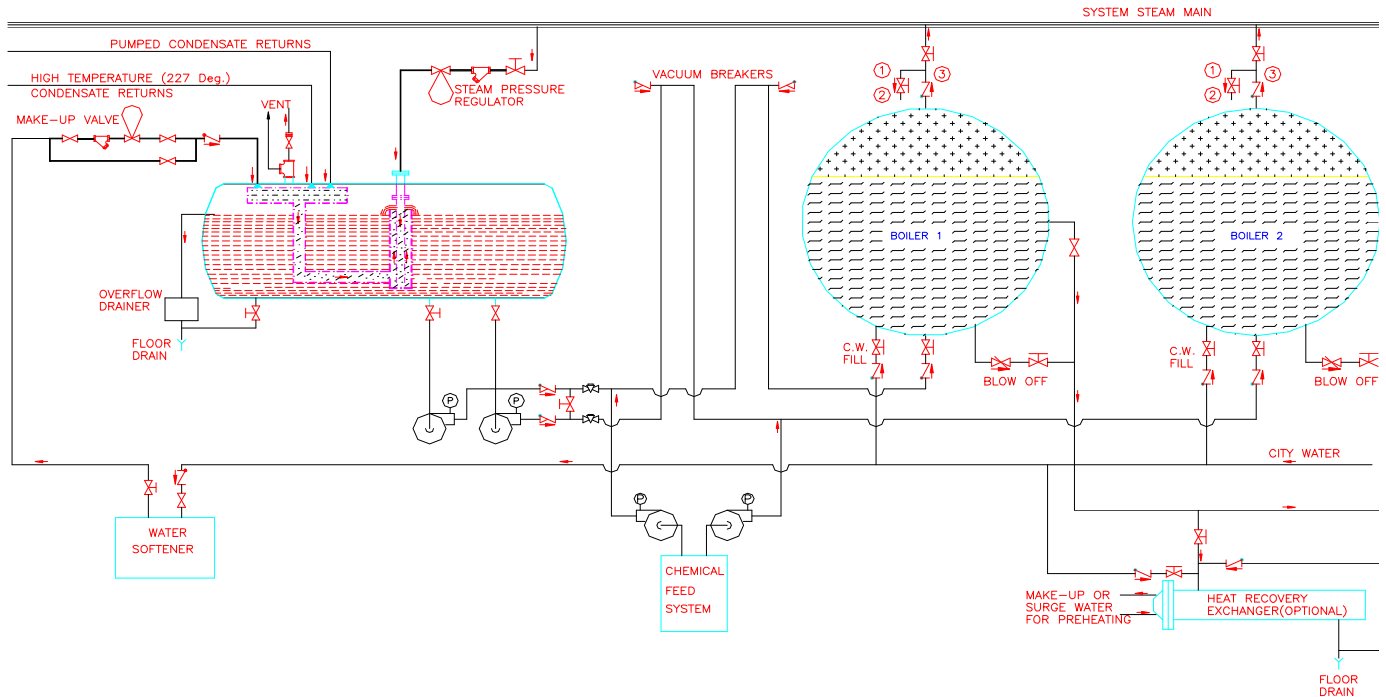 SYSTEM STEAM MAIN
PUMPED CONDENSATE RETURNS
HIGH TEMPERATURE (227 Deg.)
CONDENSATE RETURNS
VACUUM BREAKERS
STEAM PRESSURE
REGULATOR
1
3
2
1
3
2
VENT
MAKE-UP VALVE
BOILER 1
BOILER 2
OVERFLOW
DRAINER
FLOOR
DRAIN
C.W.
FILL
BLOW OFF
C.W.
FILL
BLOW OFF
P
P
CITY WATER
P
P
WATER
SOFTENER
CHEMICAL
FEED
SYSTEM
MAKE-UP OR
SURGE WATER
FOR PREHEATING
HEAT RECOVERY
EXCHANGER(OPTIONAL)
FLOOR
DRAIN